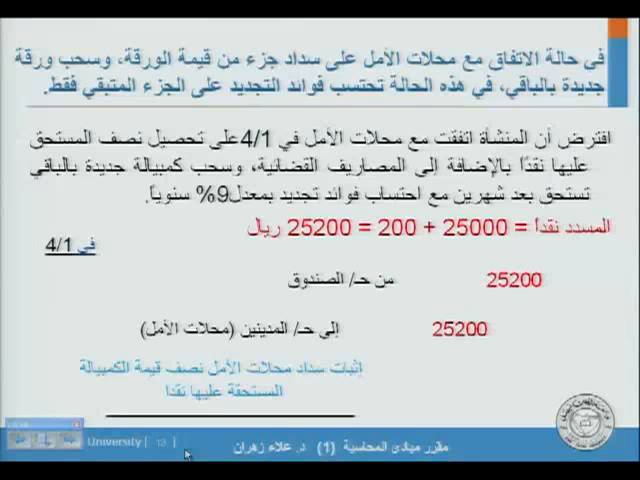 في حالة الاتفاق مع محلات الأمل على سداد جزء من قيمة الورقة، وسحب ورقة
جديدة بالباقي، في هذه الحالة تحتسب فوائد التجديد على الجزء المتبقي فقط.
افترض أن المنشأة اتفقت مع محلات الأمل في 4/1 على تحصيل نصف المستحق
عليها نقدًا بالإضافة إلى المصاريف القضائية، وسحب كمبيالة جديدة بالباقي
تستحق بعد شهرين مع احتساب فوائد تجديد بمعدل 9% سنوياً.
المسدد نقداً = 25000 + 200 = 25200 ريال
في 4/1
25200 من حـ/ الصندوق
25200 إلى حـ/ المدينين (محلات الأمل)
إثبات سداد محلات الأمل نصف قيمة الكمبيالة
المستحقة عليها نقدا
مقرر مبادئ المحاسبة (1) د. علاء زهران
University [ 13 ]